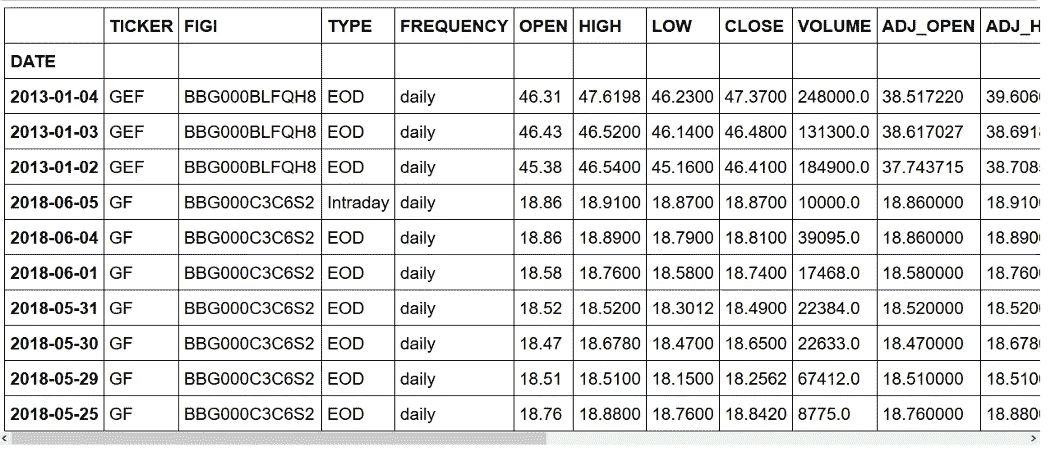 TICKER FIGI TYPE FREQUENCY OPEN HIGH LOW CLOSE VOLUME ADJ_OPEN ADJ_H
DATE
2013-01-04 GEF BBG000BLFQH8 EOD daily 46.31 47.6198 46.2300 47.3700 248000.0 38.517220 39.6060
2013-01-03 GEF BBG000BLFQH8 EOD daily 46.43 46.5200 46.1400 46.4800 131300.0 38.617027 38.6918
2013-01-02 GEF BBG000BLFQH8 EOD daily 45.38 46.5400 45.1600 46.4100 184900.0 37.743715 38.7085
2018-06-05 GF BBG000C3C6S2 Intraday daily 18.86 18.9100 18.8700 18.8700 10000.0 18.860000 18.9100
2018-06-04 GF BBG000C3C6S2 EOD daily 18.86 18.8900 18.7900 18.8100 39095.0 18.860000 18.8900
2018-06-01 GF BBG000C3C6S2 EOD daily 18.58 18.7600 18.5800 18.7400 17468.0 18.580000 18.7600
2018-05-31 GF BBG000C3C6S2 EOD daily 18.52 18.5200 18.3012 18.4900 22384.0 18.520000 18.5200
2018-05-30 GF BBG000C3C6S2 EOD daily 18.47 18.6780 18.4700 18.6500 22633.0 18.470000 18.6780
2018-05-29 GF BBG000C3C6S2 EOD daily 18.51 18.5100 18.1500 18.2562 67412.0 18.510000 18.5100
2018-05-25 GF BBG000C3C6S2 EOD daily 18.76 18.8800 18.7600 18.8420 8775.0 18.760000 18.8800